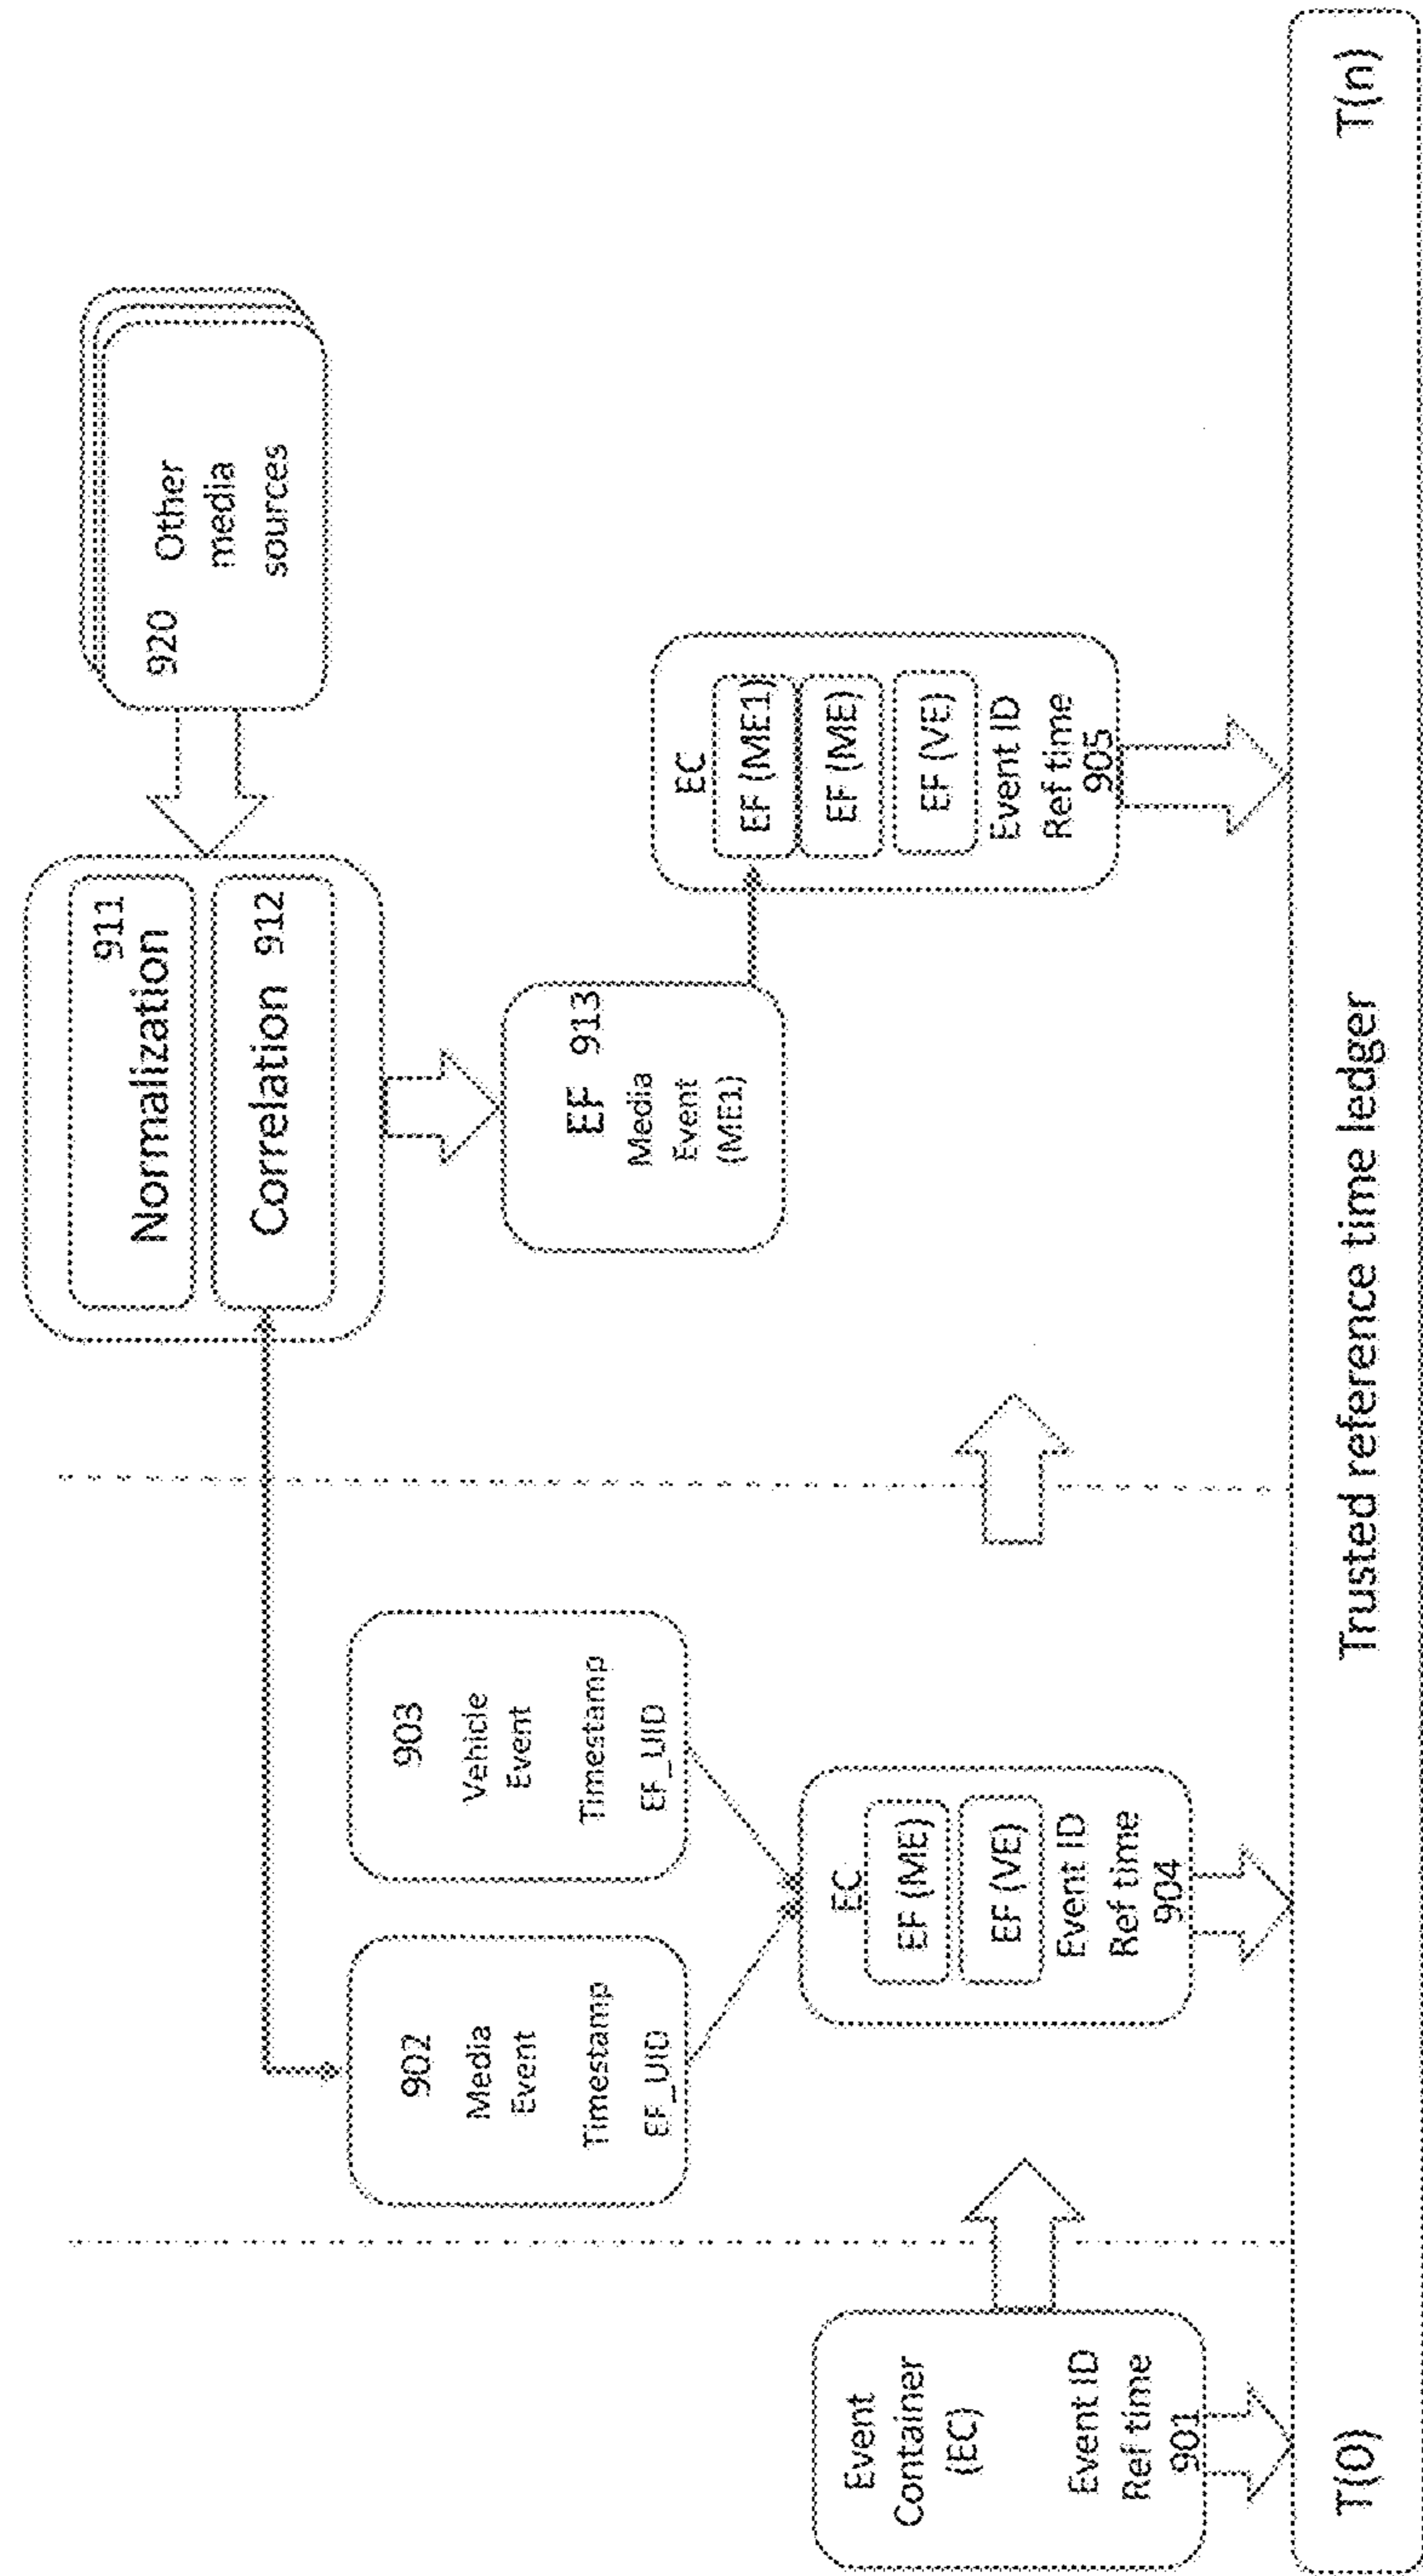 Event
Container
(EC)
Event ID
Ref time
901
902
Media
Event
Timestamp
EF_UID
903
Vehicle
Event
Timestamp
EF_UID
EC
EF (ME)
EF (VE)
Event ID
Ref time
904
911
Normalization
Correlation 912
920 Other
media
sources
EF 913
Media
Event
(ME1)
EC
EF (ME1)
EF (ME)
EF (VE)
Event ID
Ref time
905
T(0)
Trusted reference time ledger
T(n)